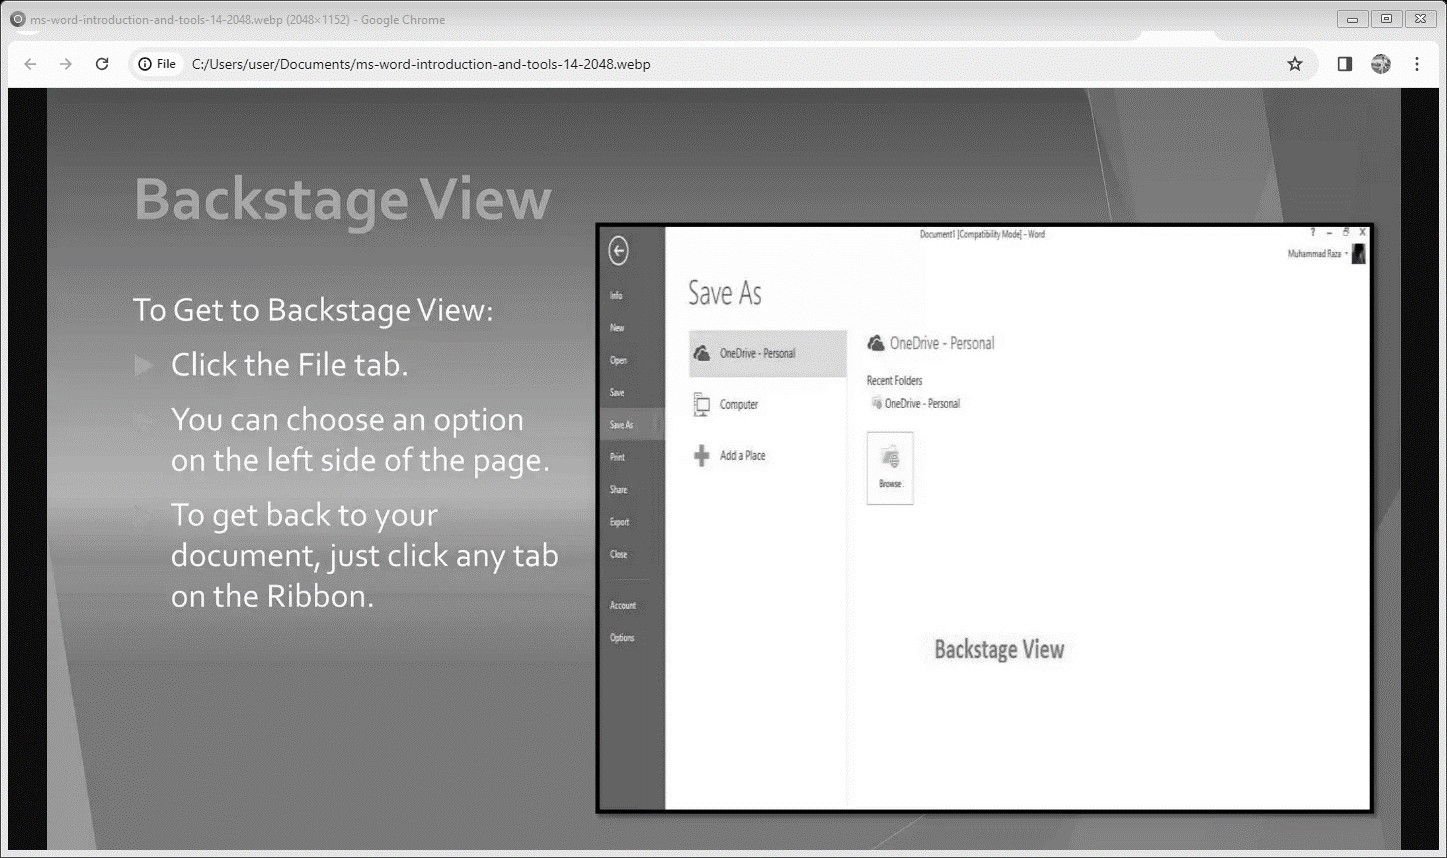 ms-word-introduction-and-tools-14-2048.webp (2048×1152) - Google Chrome
File
C:/Users/user/Documents/ms-word-introduction-and-tools-14-2048.webp
Backstage View
To Get to Backstage View:
Click the File tab.
You can choose an option
on the left side of the page.
To get back to your
document, just click any tab
on the Ribbon.
Document1 [Compatibility Mode] - Word
?
Muhammad Raza
Info
New
Open
Save
Save As
Print
Share
Export
Close
Account
Options
Save As
OneDrive - Personal
Computer
Add a Place
OneDrive - Personal
Recent Folders
OneDrive - Personal
Browse
Backstage View